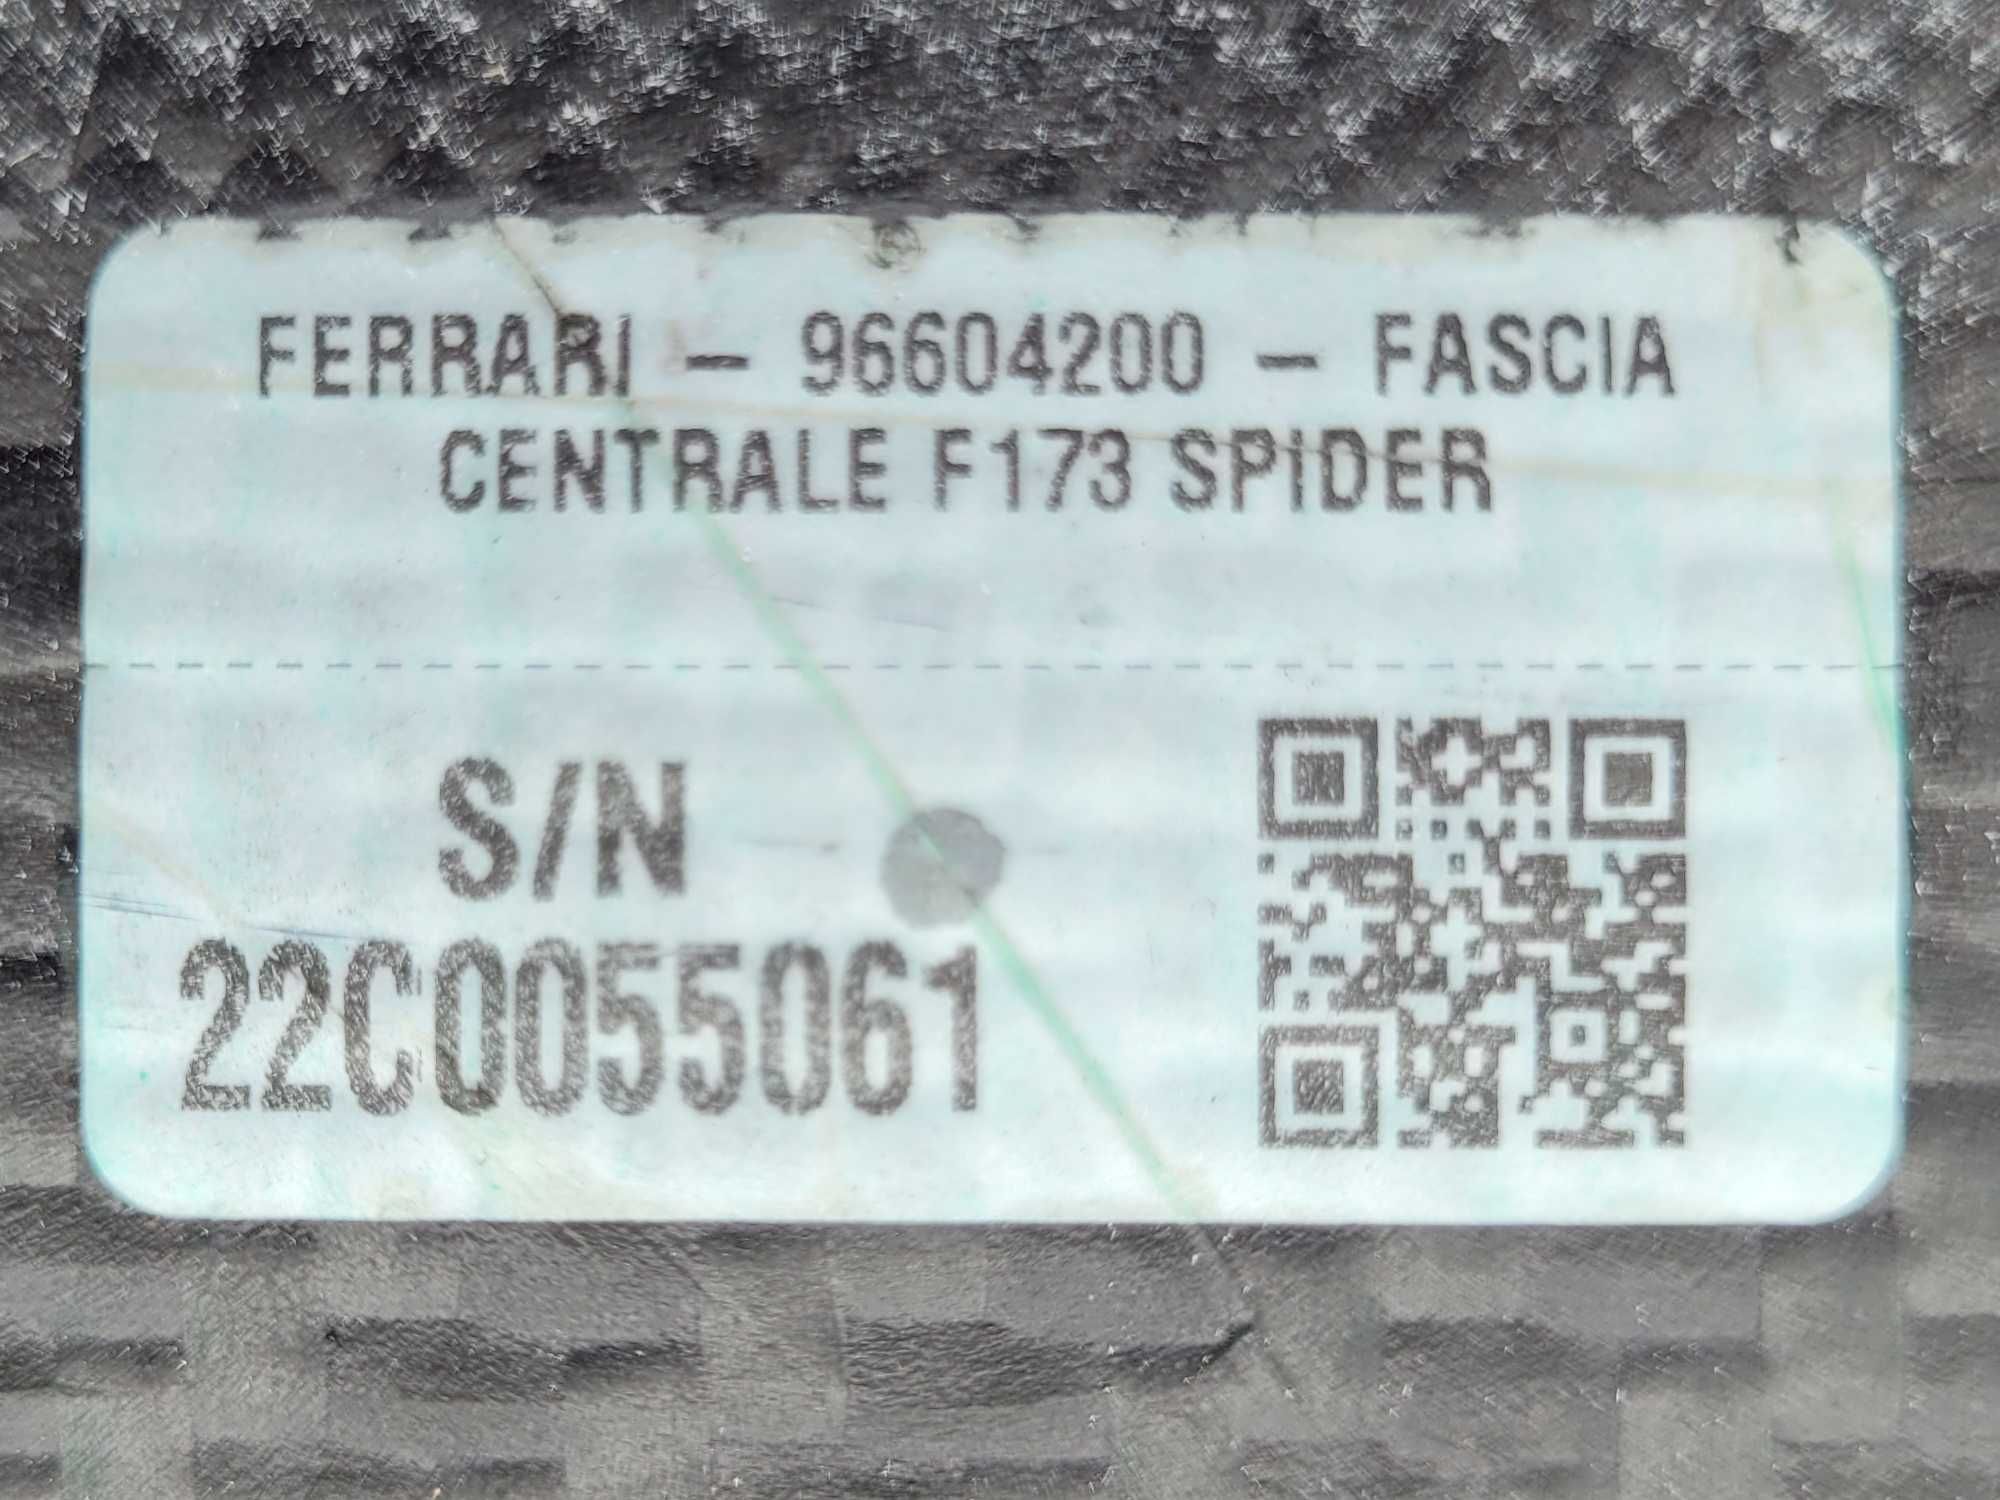 FERRARI - 96604200 - FASCIA
CENTRALE F173 SPIDER
S/N
22C0055061